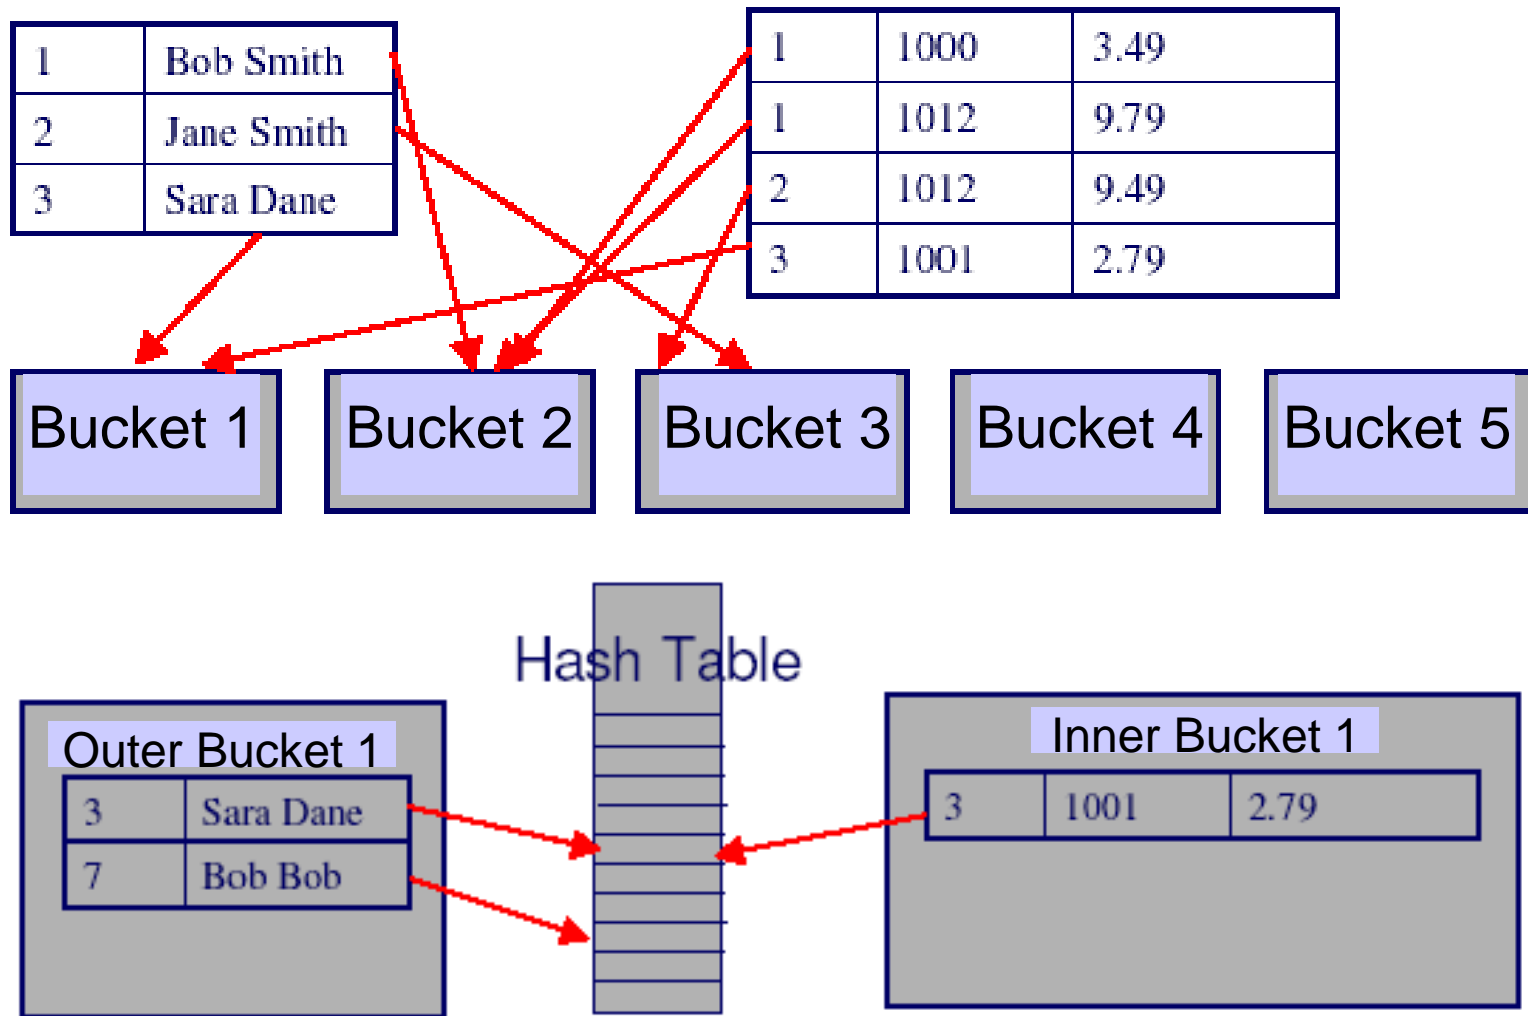 1 Bob Smith
2 Jane Smith
3 Sara Dane
1 1000 3.49
1 1012 9.79
2 1012 9.49
3 1001 2.79
Bucket 1 Bucket 2 Bucket 3 Bucket 4 Bucket 5
Hash Table
Outer Bucket 1
3 Sara Dane
7 Bob Bob
Inner Bucket 1
3 1001 2.79